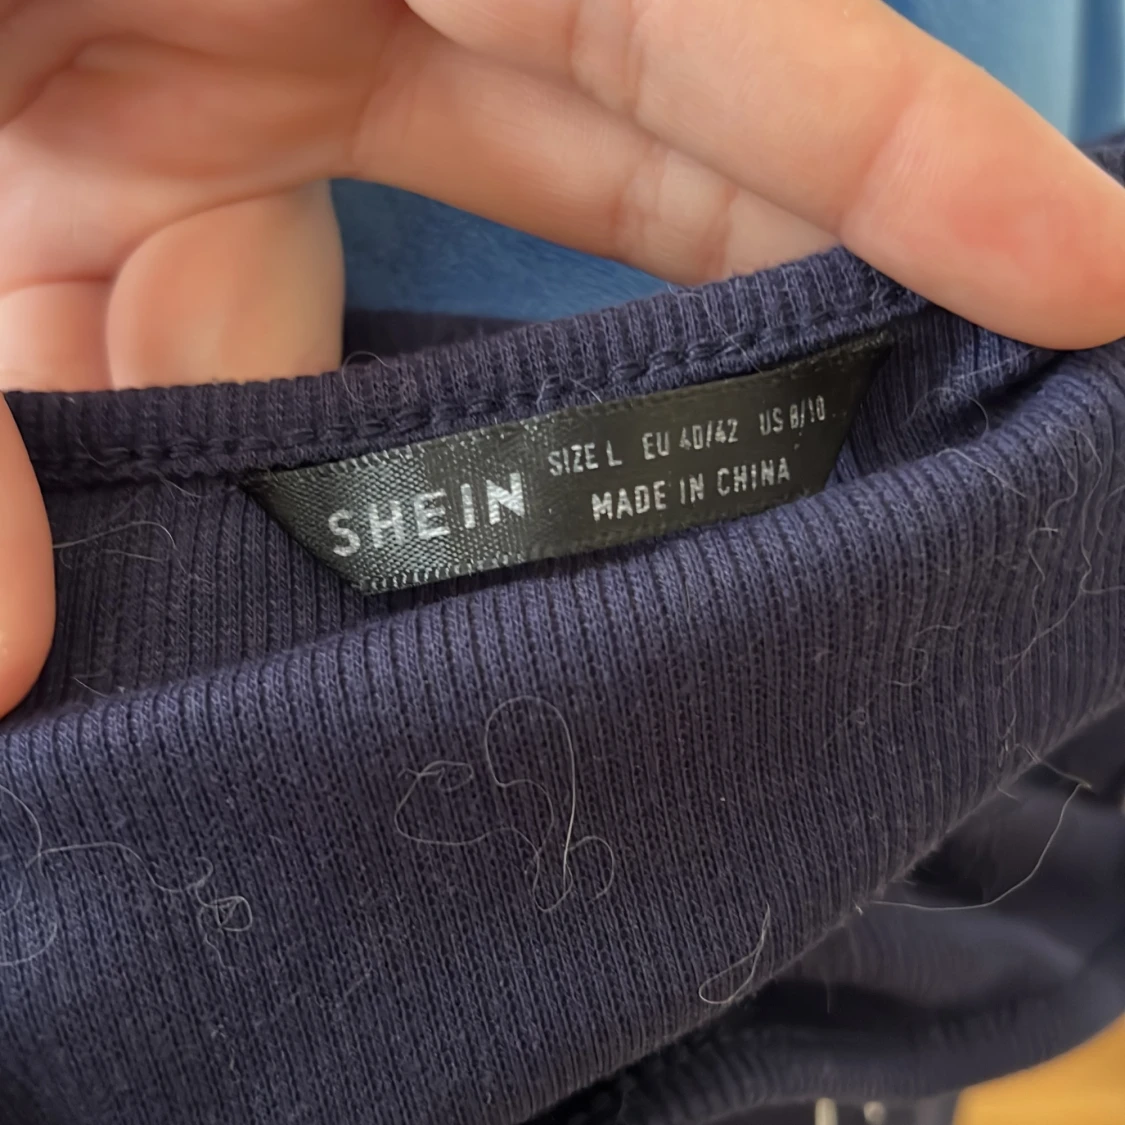 SHEIN
SIZE L EU 40/42 US 8/10
MADE IN CHINA